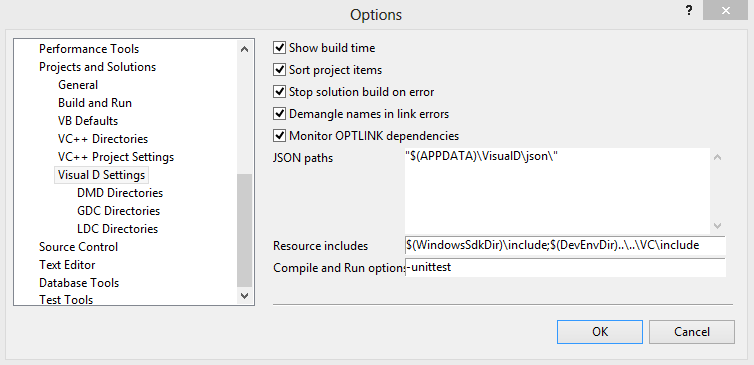 Options
?
Performance Tools
Projects and Solutions
General
Build and Run
VB Defaults
VC++ Directories
VC++ Project Settings
Visual D Settings
DMD Directories
GDC Directories
LDC Directories
Source Control
Text Editor
Database Tools
Test Tools
Show build time
Sort project items
Stop solution build on error
Demangle names in link errors
Monitor OPTLINK dependencies
JSON paths "$(APPDATA)\VisualD\json\"
Resource includes $(WindowsSdkDir)\include;$(DevEnvDir)..\..\VC\include
Compile and Run options -unittest
OK Cancel